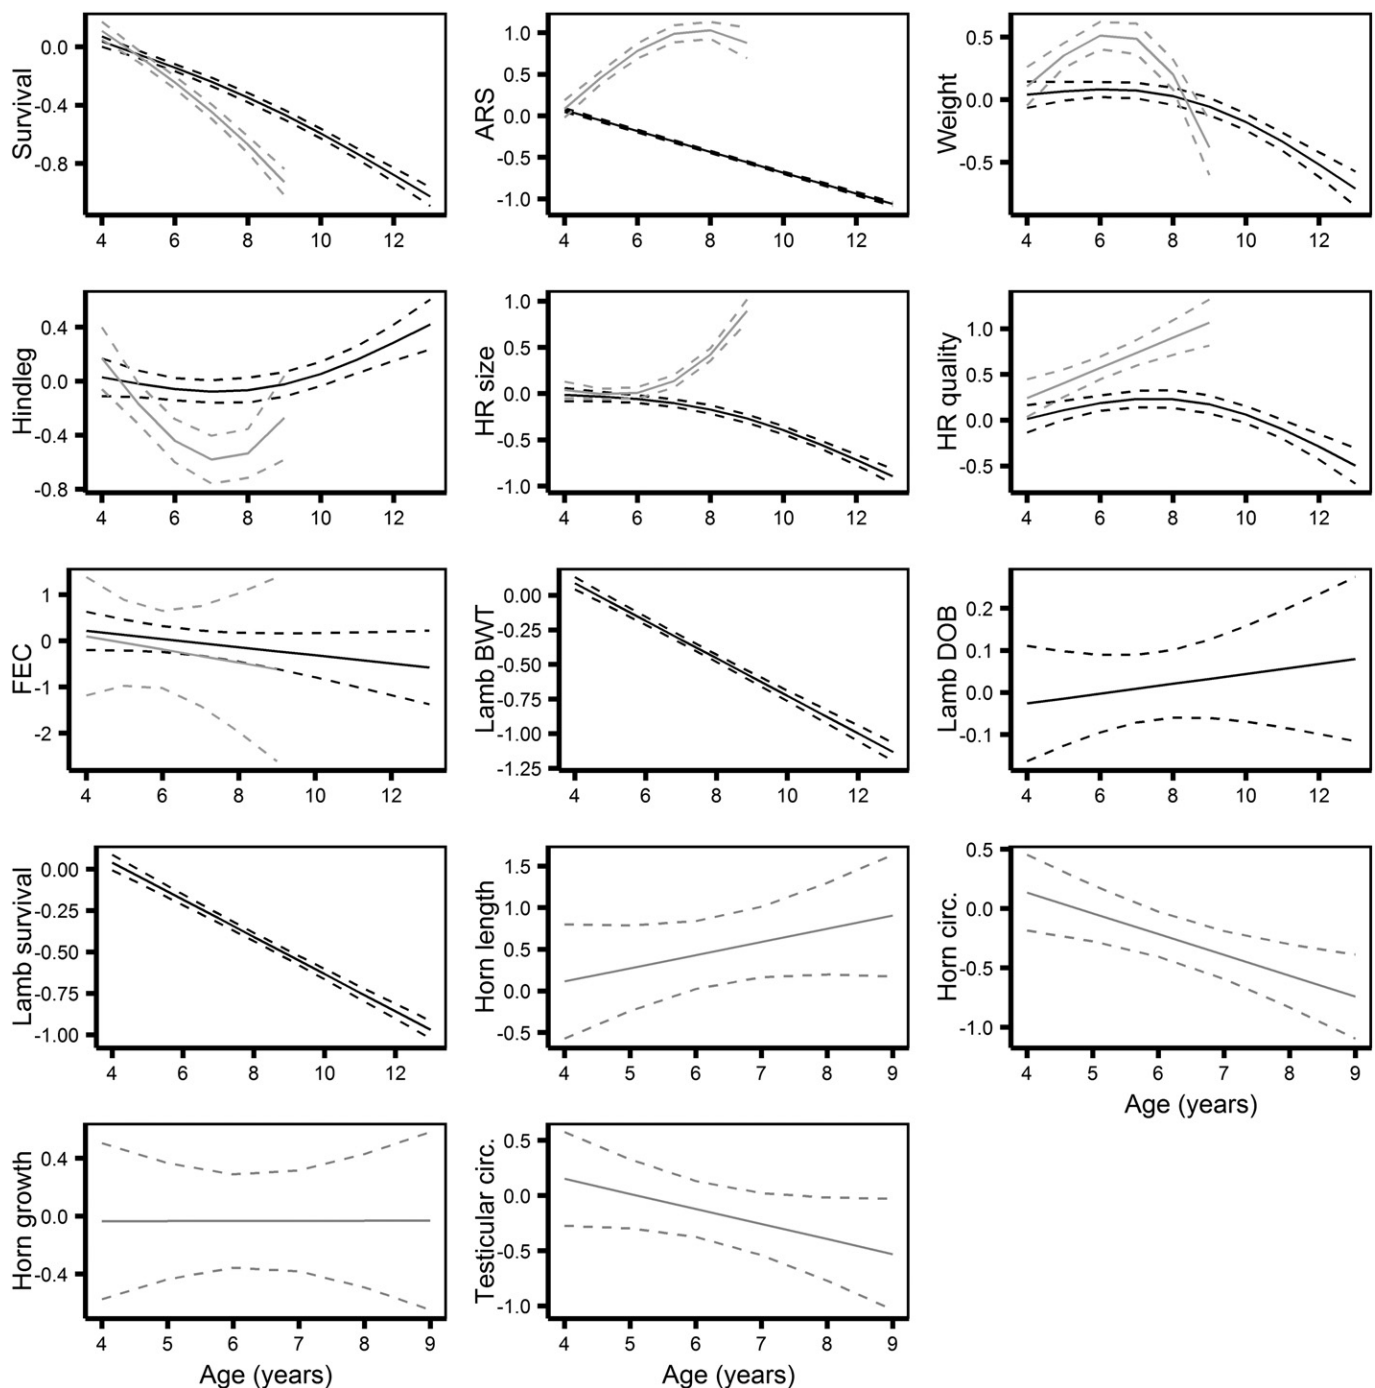 Survival
0.0
-0.4
-0.8
4 6 8 10 12
ARS
1.0
0.5
0.0
-0.5
-1.0
4 6 8 10 12
Weight
0.5
0.0
-0.5
4 6 8 10 12
Hindleg
0.4
0.0
-0.4
-0.8
4 6 8 10 12
HR size
1.0
0.5
0.0
-0.5
-1.0
4 6 8 10 12
HR quality
1.0
0.5
0.0
-0.5
4 6 8 10 12
FEC
1
0
-1
-2
4 6 8 10 12
Lamb BWT
0.00
-0.25
-0.50
-0.75
-1.00
-1.25
4 6 8 10 12
Lamb DOB
0.2
0.1
0.0
-0.1
4 6 8 10 12
Lamb survival
0.00
-0.25
-0.50
-0.75
-1.00
4 6 8 10 12
Horn length
1.5
1.0
0.5
0.0
-0.5
4 5 6 7 8 9
Horn circ.
0.5
0.0
-0.5
-1.0
4 5 6 7 8 9
Age (years)
Horn growth
0.4
0.0
-0.4
4 5 6 7 8 9
Age (years)
Testicular circ.
0.5
0.0
-0.5
-1.0
4 5 6 7 8 9
Age (years)